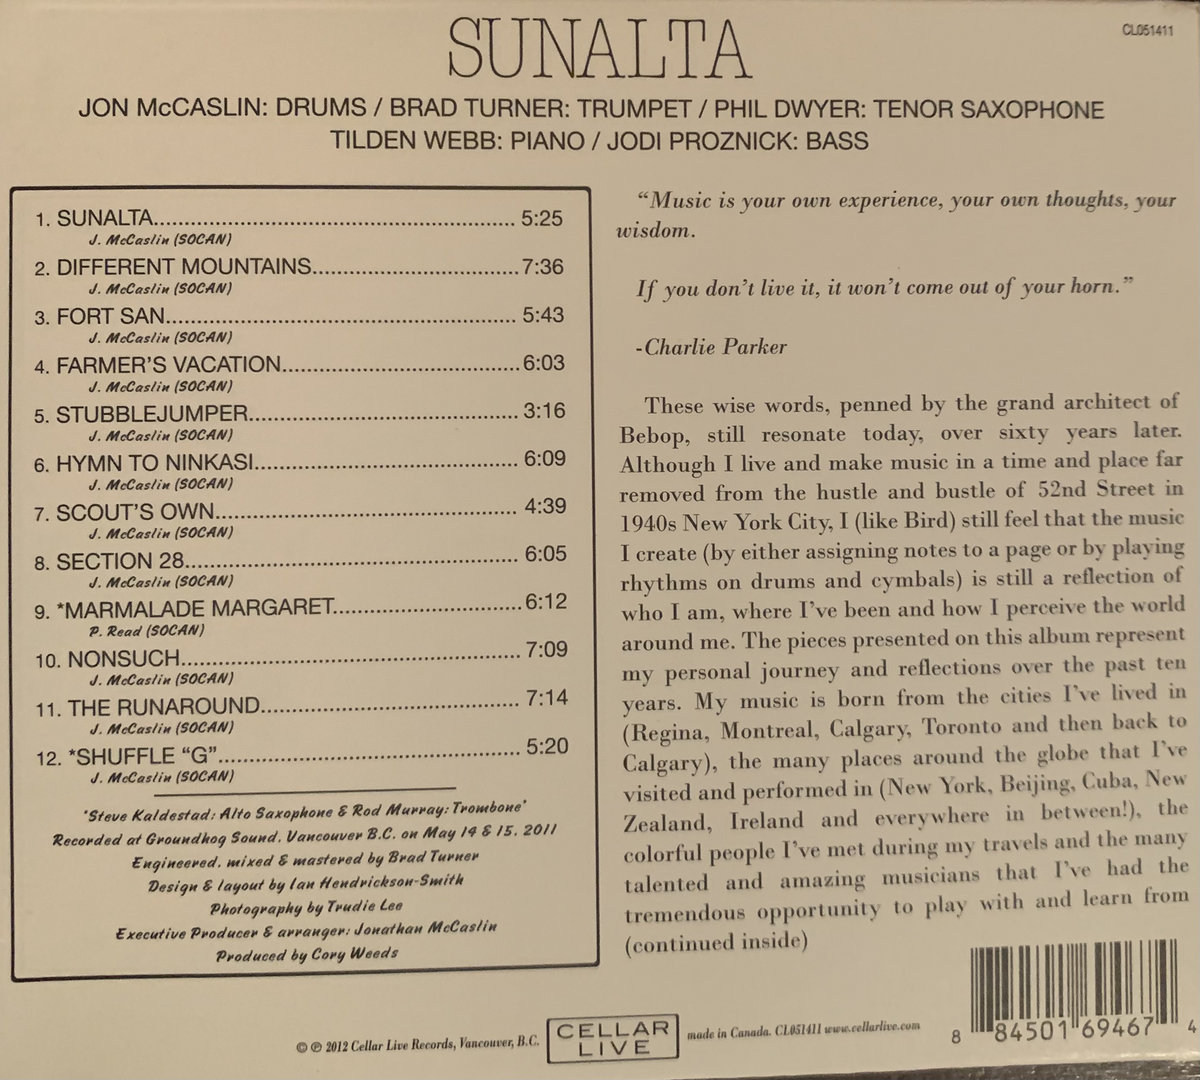 SUNALTA
CL051411
JON McCASLIN: DRUMS / BRAD TURNER: TRUMPET / PHIL DWYER: TENOR SAXOPHONE
TILDEN WEBB: PIANO / JODI PROZNICK: BASS
1. SUNALTA.................................................... 5:25
J. McCaslin (SOCAN)
2. DIFFERENT MOUNTAINS..............................7:36
J. McCaslin (SOCAN)
3. FORT SAN................................................... 5:43
J. McCaslin (SOCAN)
4. FARMER'S VACATION..................................6:03
J. McCaslin (SOCAN)
5. STUBBLEJUMPER....................................... 3:16
J. McCaslin (SOCAN)
6. HYMN TO NINKASI...................................... 6:09
J. McCaslin (SOCAN)
7. SCOUT'S OWN............................................ 4:39
J. McCaslin (SOCAN)
8. SECTION 28................................................ 6:05
J. McCaslin (SOCAN)
9. *MARMALADE MARGARET...........................6:12
P. Read (SOCAN)
10. NONSUCH................................................. 7:09
J. McCaslin (SOCAN)
11. THE RUNAROUND..................................... 7:14
J. McCaslin (SOCAN)
12. *SHUFFLE “G”............................................ 5:20
J. McCaslin (SOCAN)
*Steve Kaldestad: Alto Saxophone & Rod Murray: Trombone*
Recorded at Groundhog Sound, Vancouver B.C. on May 14 & 15, 2011
Engineered, mixed & mastered by Brad Turner
Design & layout by Ian Hendrickson-Smith
Photography by Trudie Lee
Executive Producer & arranger: Jonathan McCaslin
Produced by Cory Weeds
“Music is your own experience, your own thoughts, your
wisdom.
If you don't live it, it won't come out of your horn.”
-Charlie Parker
These wise words, penned by the grand architect of
Bebop, still resonate today, over sixty years later.
Although I live and make music in a time and place far
removed from the hustle and bustle of 52nd Street in
1940s New York City, I (like Bird) still feel that the music
I create (by either assigning notes to a page or by playing
rhythms on drums and cymbals) is still a reflection of
who I am, where I've been and how I perceive the world
around me. The pieces presented on this album represent
my personal journey and reflections over the past ten
years. My music is born from the cities I've lived in
(Regina, Montreal, Calgary, Toronto and then back to
Calgary), the many places around the globe that I've
visited and performed in (New York, Beijing, Cuba, New
Zealand, Ireland and everywhere in between!), the
colorful people I've met during my travels and the many
talented and amazing musicians that I've had the
tremendous opportunity to play with and learn from
(continued inside)
© ℗ 2012 Cellar Live Records, Vancouver, B.C.
CELLAR
LIVE
made in Canada. CL051411 www.cellarlive.com
8 84501 69467 4